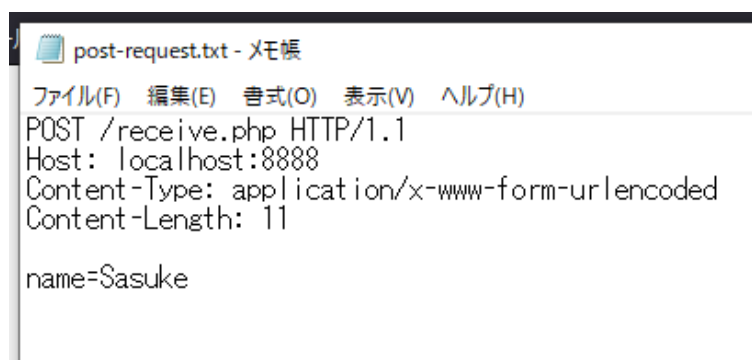 post-request.txt - メモ帳
ファイル(F) 編集(E) 書式(O) 表示(V) ヘルプ(H)
POST /receive.php HTTP/1.1
Host: localhost:8888
Content-Type: application/x-www-form-urlencoded
Content-Length: 11
name=Sasuke